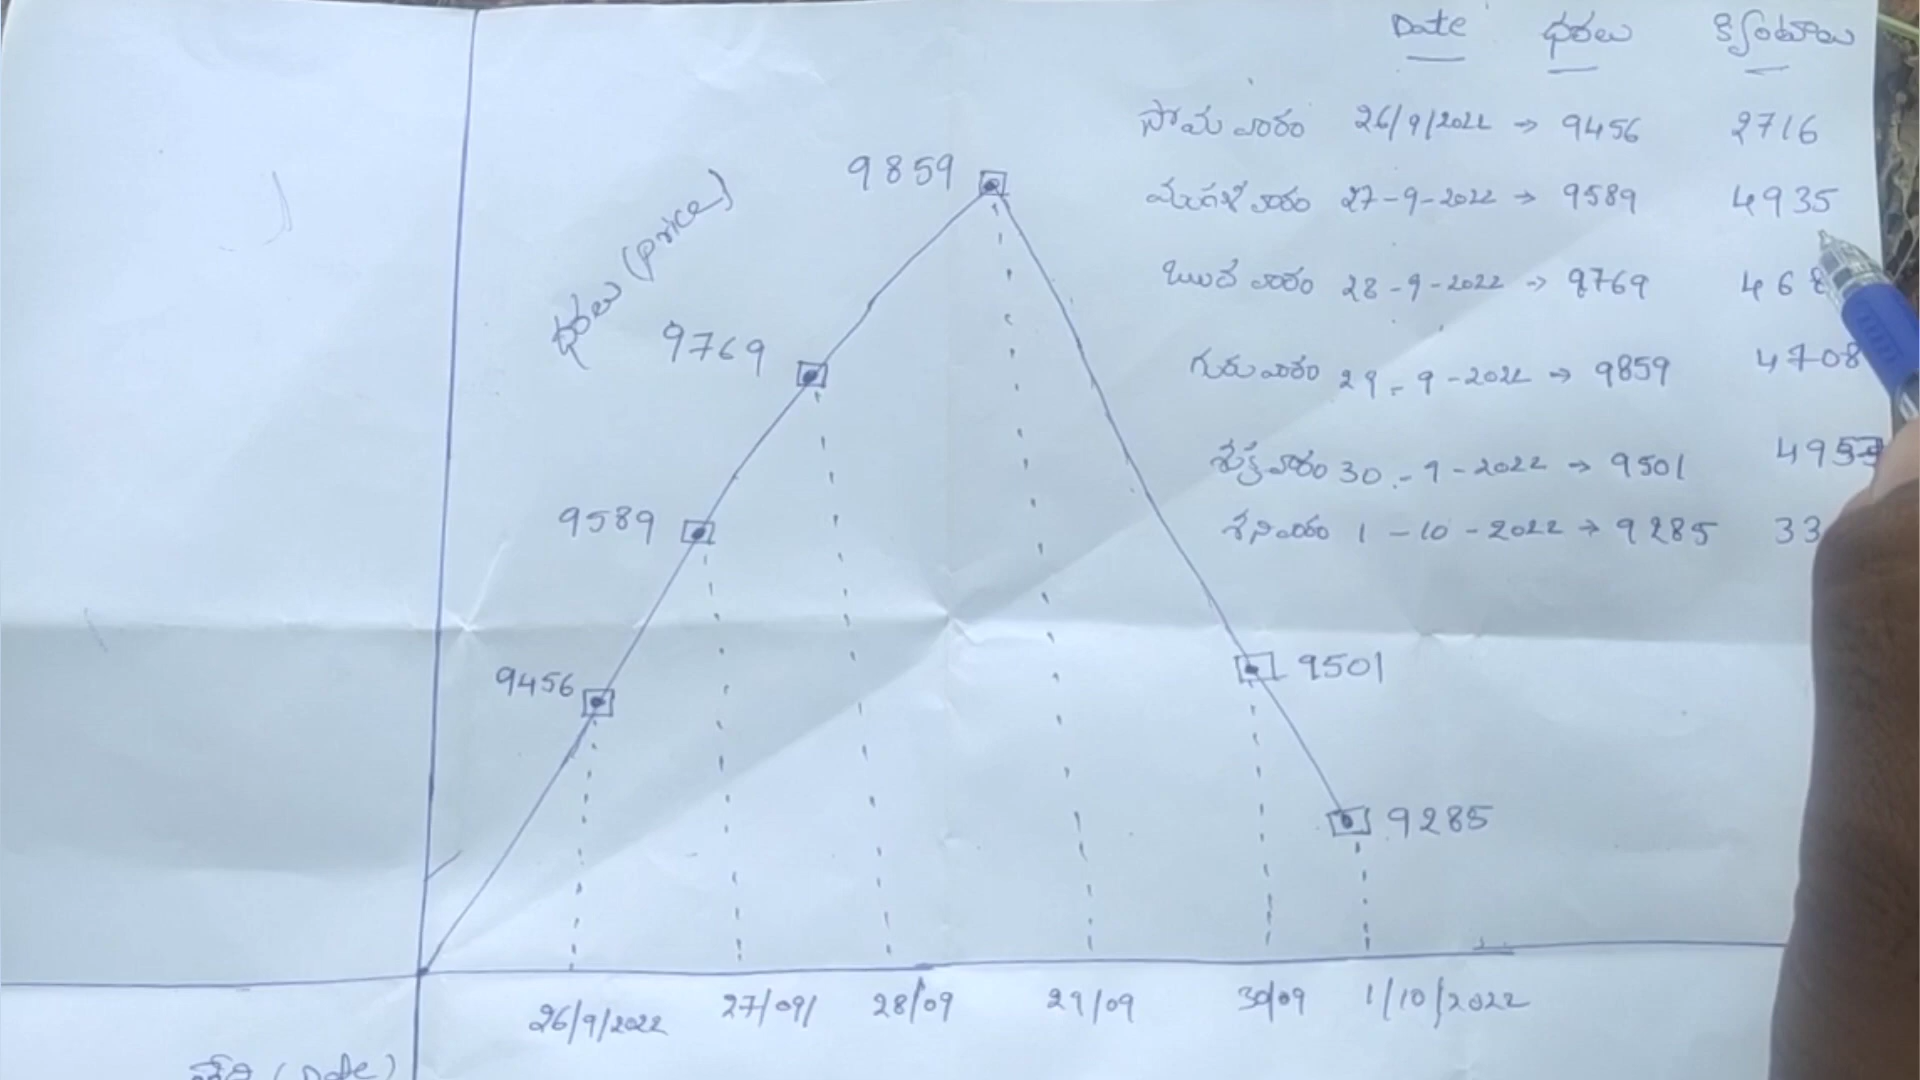 Date ధరలు క్వింటాలు
సోమవారం 26/9/2022 → 9456 2716
మంగళవారం 27-9-2022 → 9589 4935
బుధవారం 28-9-2022 → 9769
గురువారం 29-9-2022 → 9859 4708
శుక్రవారం 30-9-2022 → 9501
శనివారం 1-10-2022 → 9285
ధరలు (price)
9859
9769
9589
9456
9501
9285
26/9/2022 27/09/ 28/09 29/09 30/09 1/10/2022
తేది (Date)